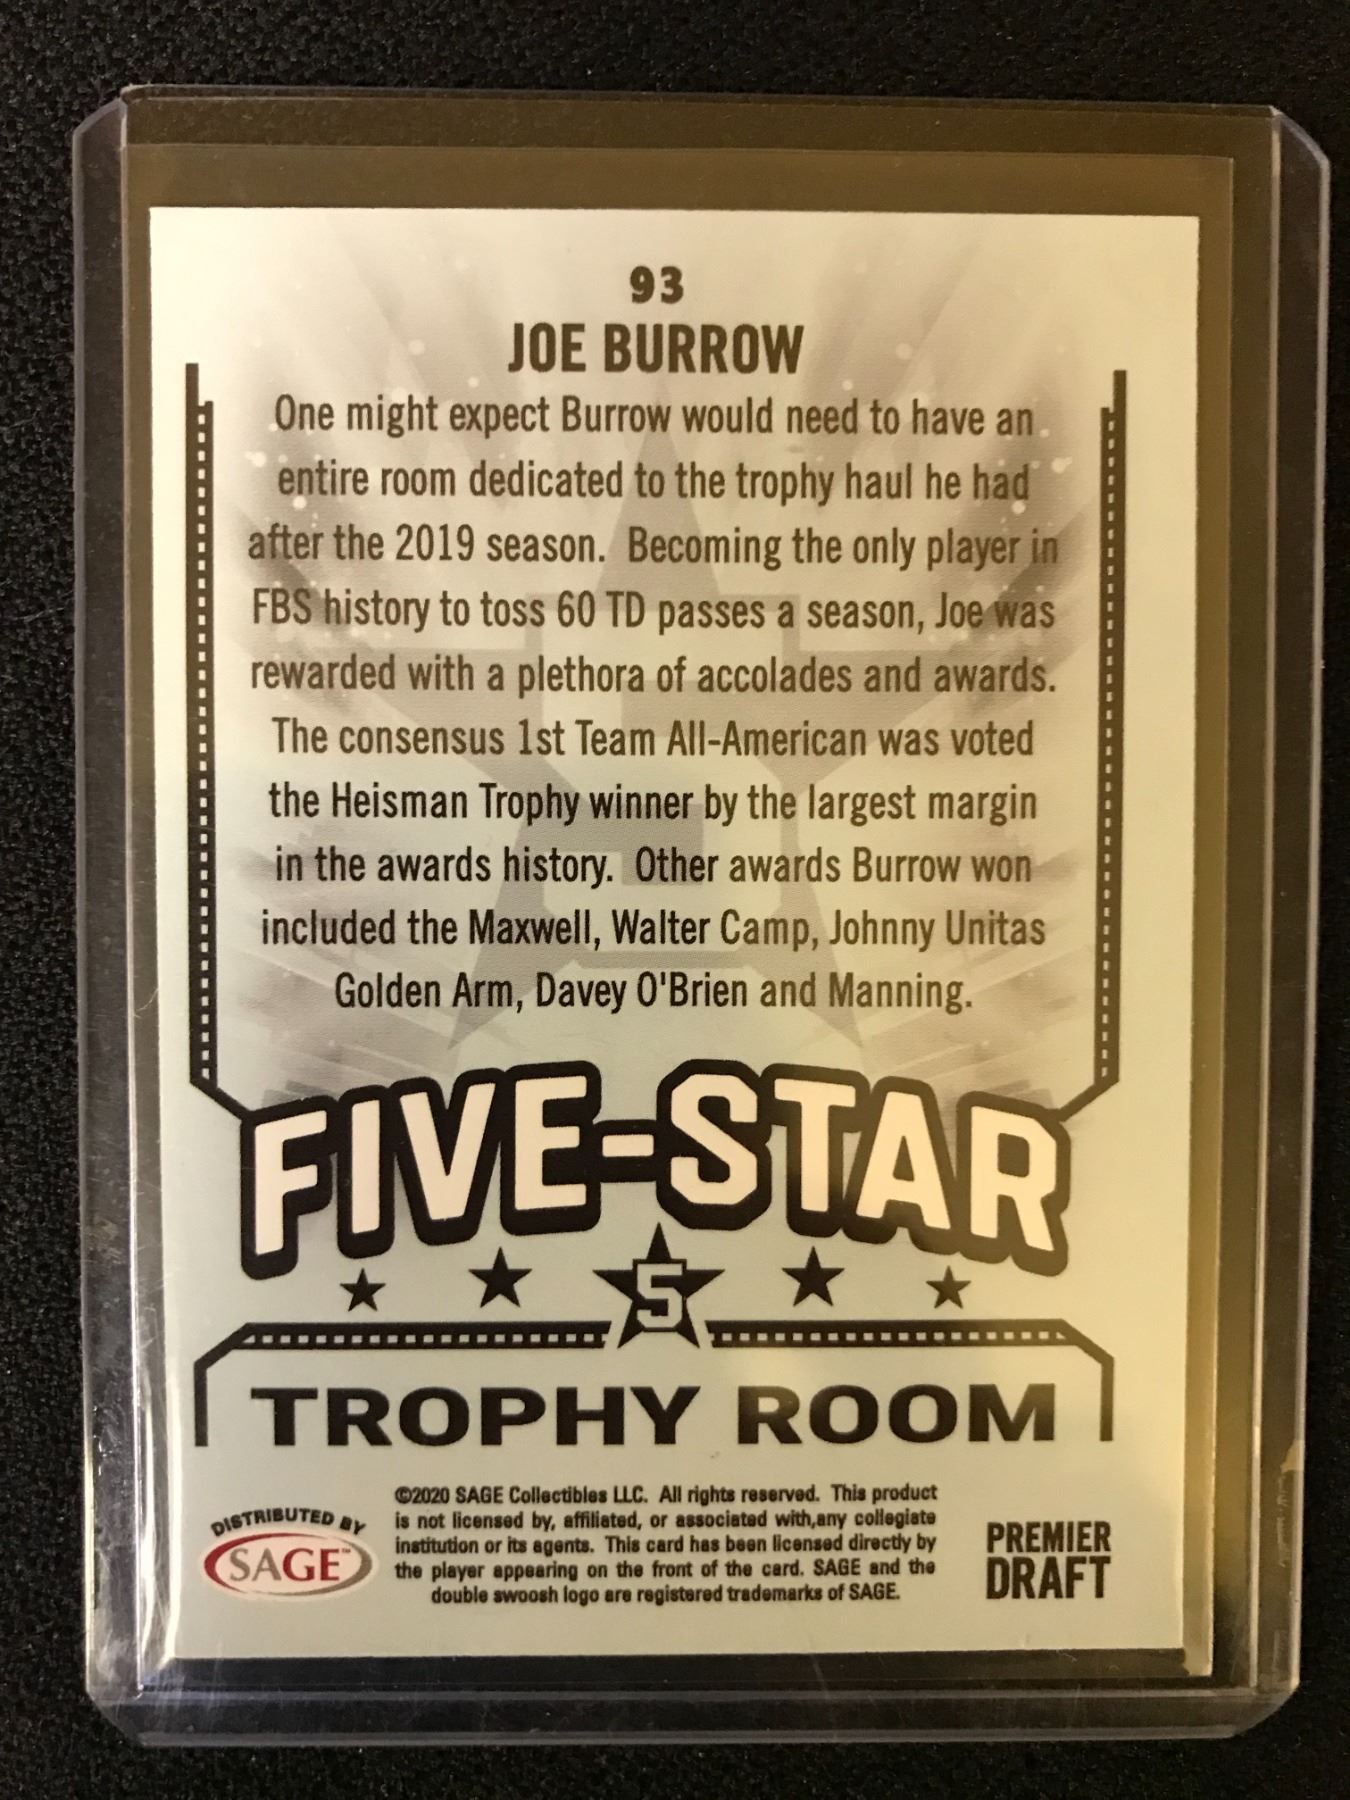 93
JOE BURROW
One might expect Burrow would need to have an
entire room dedicated to the trophy haul he had
after the 2019 season. Becoming the only player in
FBS history to toss 60 TD passes a season, Joe was
rewarded with a plethora of accolades and awards.
The consensus 1st Team All-American was voted
the Heisman Trophy winner by the largest margin
in the awards history. Other awards Burrow won
included the Maxwell, Walter Camp, Johnny Unitas
Golden Arm, Davey O'Brien and Manning.
FIVE-STAR
5
TROPHY ROOM
DISTRIBUTED BY
SAGE™
©2020 SAGE Collectibles LLC. All rights reserved. This product
is not licensed by, affiliated, or associated with,any collegiate
institution or its agents. This card has been licensed directly by
the player appearing on the front of the card. SAGE and the
double swoosh logo are registered trademarks of SAGE.
PREMIER
DRAFT